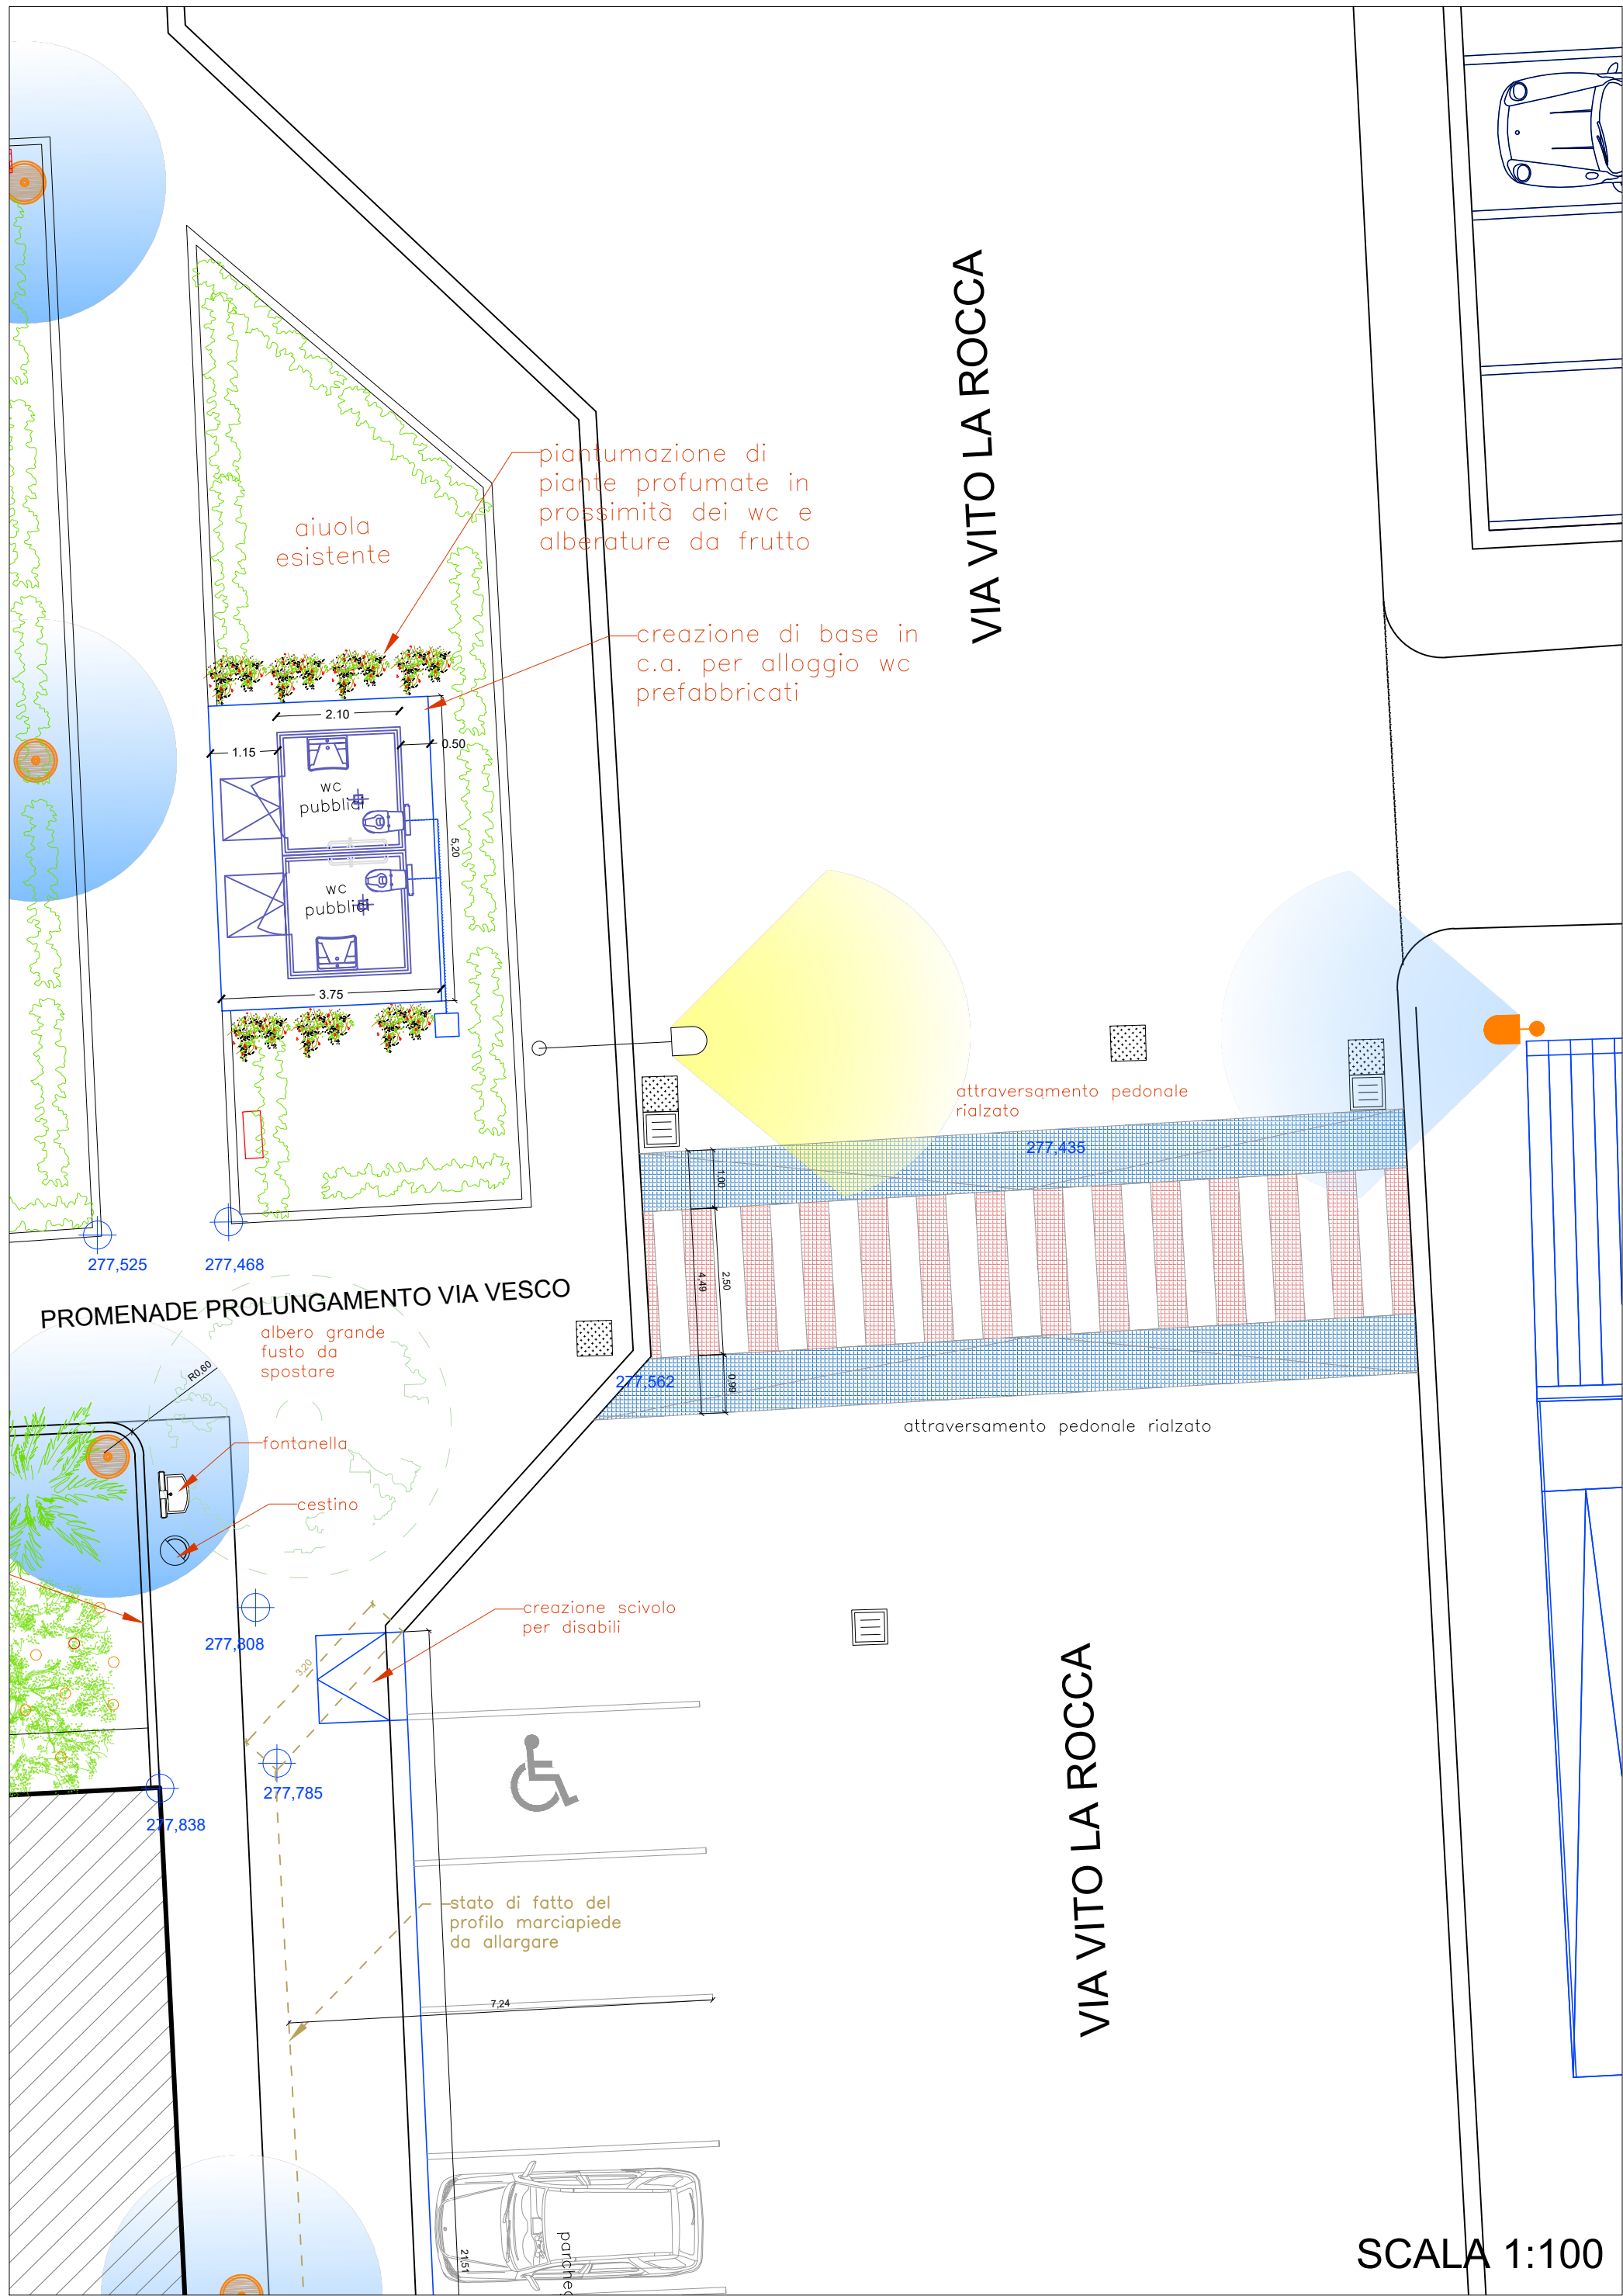 VIA VITO LA ROCCA
piantumazione di
piante profumate in
prossimità dei wc e
alberature da frutto
aiuola
esistente
creazione di base in
c.a. per alloggio wc
prefabbricati
2.10
1.15
0.50
wc
pubblici
5,20
wc
pubblici
3.75
attraversamento pedonale
rialzato
277,435
1,00
4,49
2,50
0,99
277,562
attraversamento pedonale rialzato
277,525
277,468
PROMENADE PROLUNGAMENTO VIA VESCO
albero grande
fusto da
spostare
R0,60
fontanella
cestino
creazione scivolo
per disabili
277,808
3,20
277,785
277,838
stato di fatto del
profilo marciapiede
da allargare
7,24
VIA VITO LA ROCCA
21,51
parcheg
SCALA 1:100